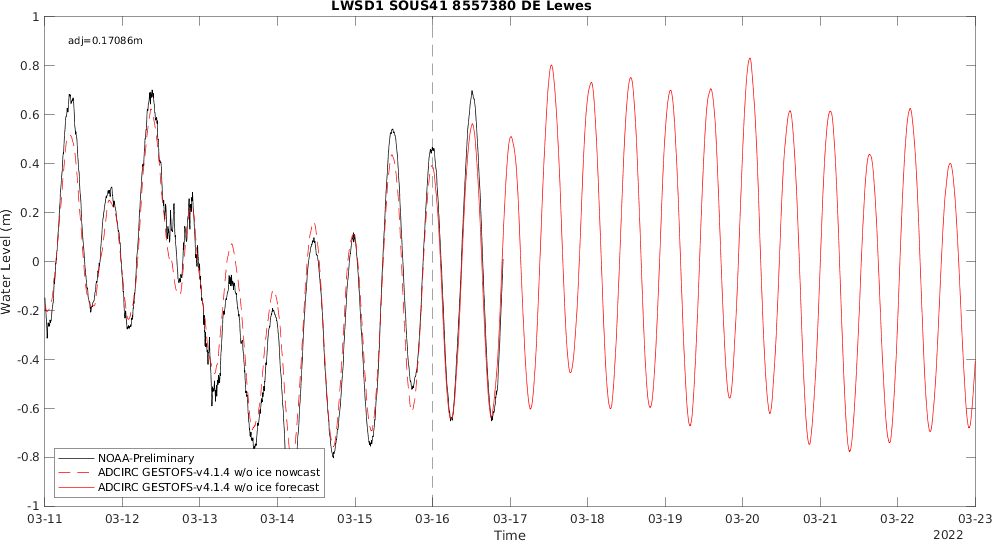 LWSD1 SOUS41 8557380 DE Lewes
adj=0.17086m
Water Level (m)
1
0.8
0.6
0.4
0.2
0
-0.2
-0.4
-0.6
-0.8
-1
NOAA-Preliminary
ADCIRC GESTOFS-v4.1.4 w/o ice nowcast
ADCIRC GESTOFS-v4.1.4 w/o ice forecast
03-11 03-12 03-13 03-14 03-15 03-16 03-17 03-18 03-19 03-20 03-21 03-22 03-23
Time
2022